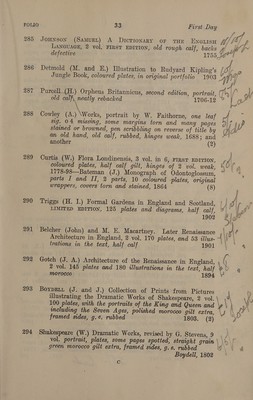 FOLIO 33 First Day
285 JOHNSON (SAMUEL) A DICTIONARY OF THE ENGLISH
LANGUAGE, 2 vol. FIRST EDITION, old rough calf, backs
defective 1755
286 Detmold (M. and E.) Illustration to Rudyard Kipling's
Jungle Book, coloured plates, in original portfolio 1903
287 Purcell (H.) Orpheus Britannicus, second edition, portrait,
old calf, neatly rebacked 1706-12
288 Cowley (A.) Works, portrait by W. Faithorne, one leaf
sig. o 4 missing, some margins torn and many pages
stained or browned, pen scribbling on reverse of title by
an old hand, old calf, rubbed, hinges weak, 1688; and
another (2)
289 Curtis (W.) Flora Londinensis, 3 vol. in 6, FIRST EDITION,
coloured plates, half calf gilt, hinges of 2 vol. weak,
1778-98—Bateman (J.) Monograph of Odontoglossum,
parts I and II, 2 parts, 10 coloured plates, original
wrappers, covers torn and stained, 1864 (8)
290 Triggs (H. I.) Formal Gardens in England and Scotland,
LIMITED EDITION, 125 plates and diagrams, half calf
1902
291 Belcher (John) and M. E. Macartney. Later Renaissance
Architecture in England, 2 vol. 170 plates, and 53 illus-
trations in the text, half calf 1901
292 Gotch (J. A.) Architecture of the Renaissance in England,
2 vol. 145 plates and 180 illustrations in the text, half
morocco 1894
293 BOYDELL (J. and J.) Collection of Prints from Pictures
illustrating the Dramatic Works of Shakespeare, 2 vol.
100 plates, with the portraits of the King and Queen and
including the Seven Ages, polished morocco gilt extra,
framed sides, g. e. rubbed 1803. (2)
294 Shakespeare (W.) Dramatic Works, revised by G. Steevens, 9
vol. portrait, plates, some pages spotted, straight grain
green morocco gilt extra, framed sides, g. e. rubbed
Boydell, 1802
C